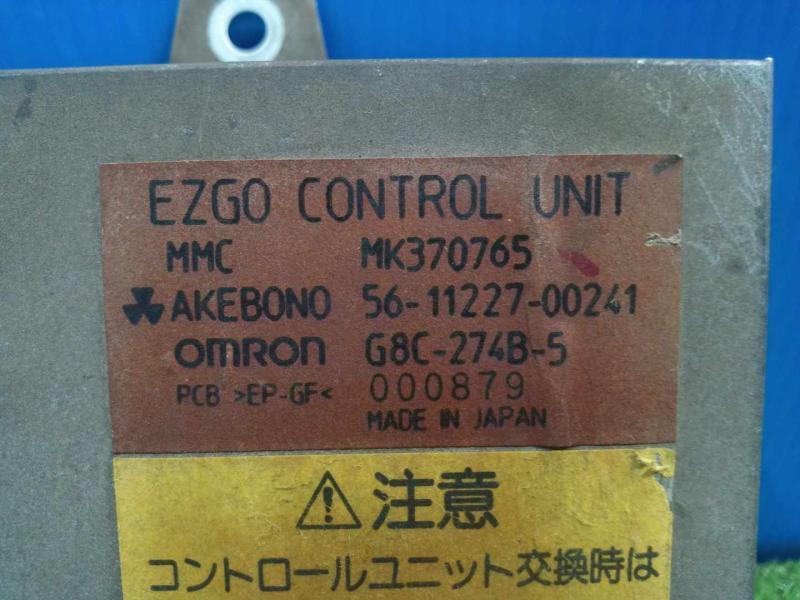 EZGO CONTROL UNIT
MMC MK370765
AKEBONO 56-11227-00241
OMRON G8C-274B-5
PCB >EP-GF< 000879
MADE IN JAPAN
⚠注意
コントロールユニット交換時は